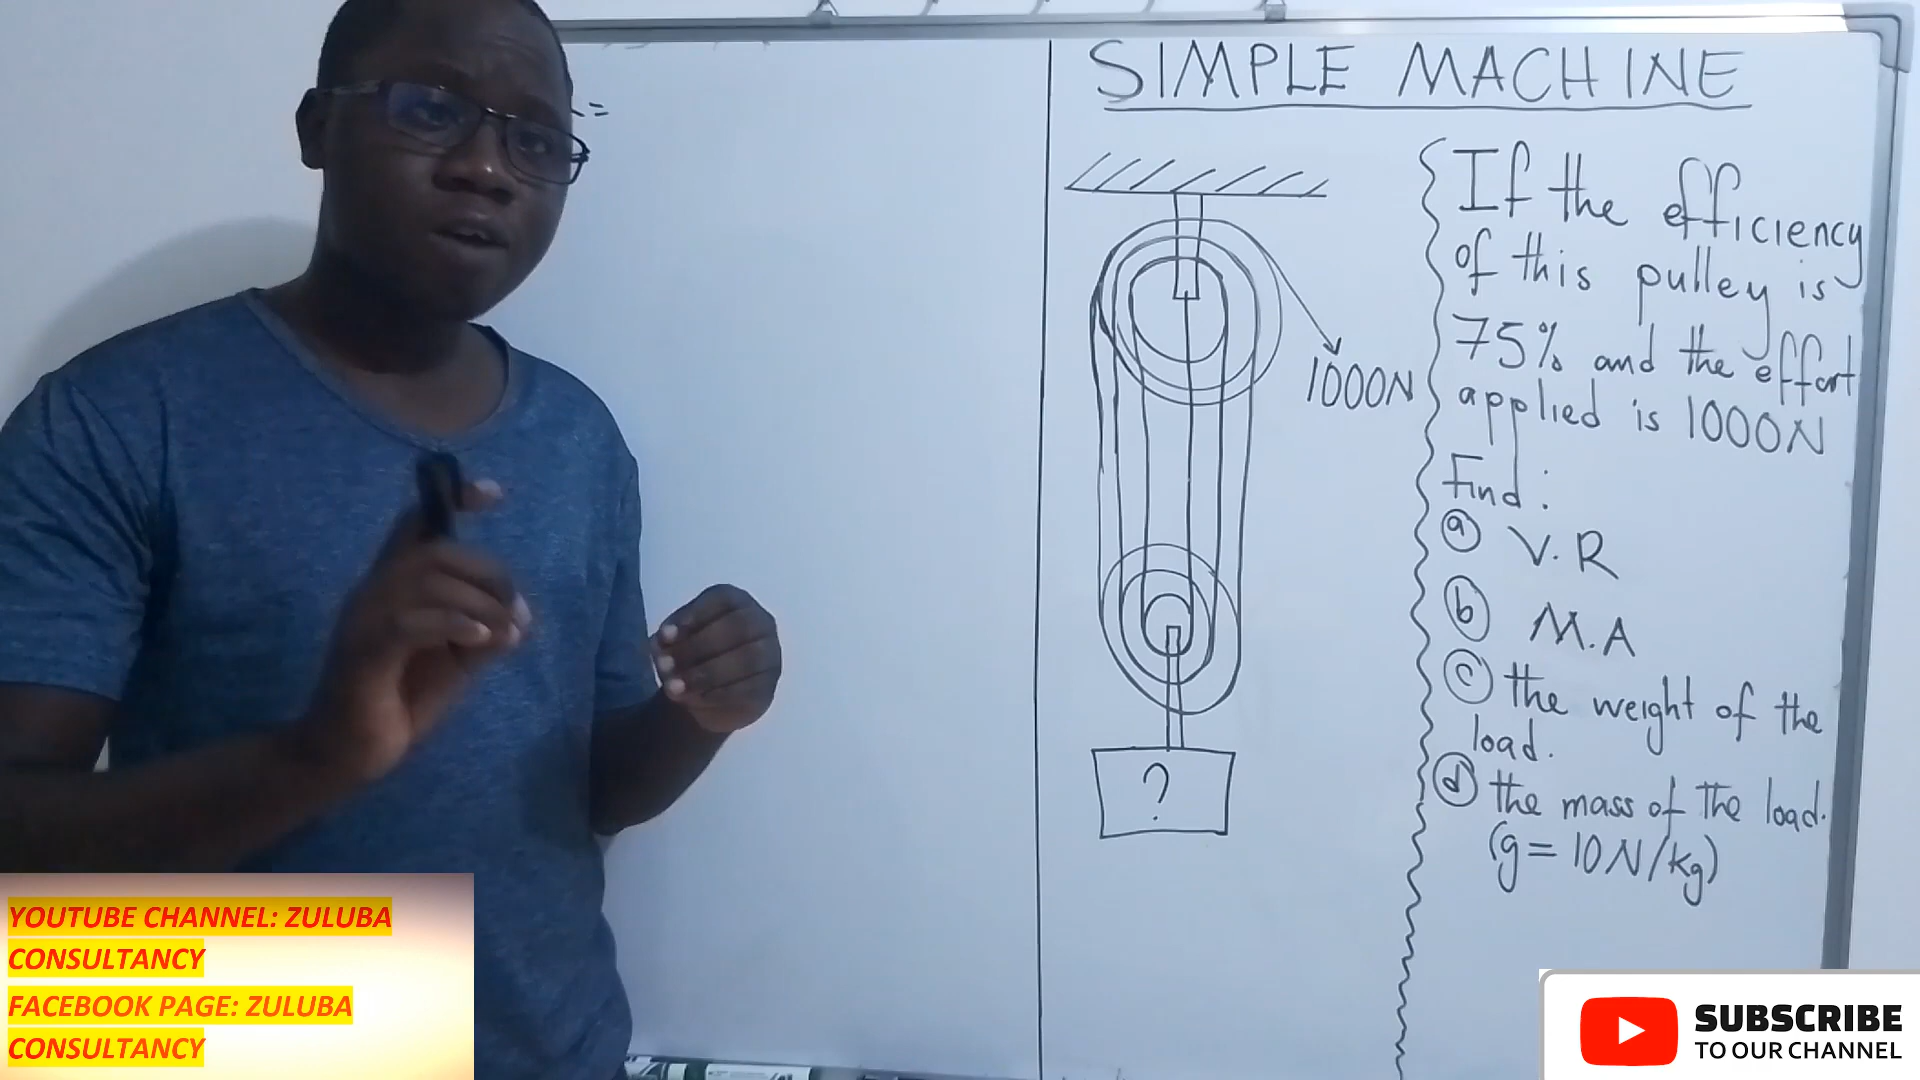 SIMPLE MACHINE
1000N
?
If the efficiency
of this pulley is
75% and the effort
applied is 1000N
Find:
(a) V.R
(b) M.A
(c) the weight of the
load.
(d) the mass of the load.
(g = 10N/kg)
YOUTUBE CHANNEL: ZULUBA
CONSULTANCY
FACEBOOK PAGE: ZULUBA
CONSULTANCY
SUBSCRIBE
TO OUR CHANNEL